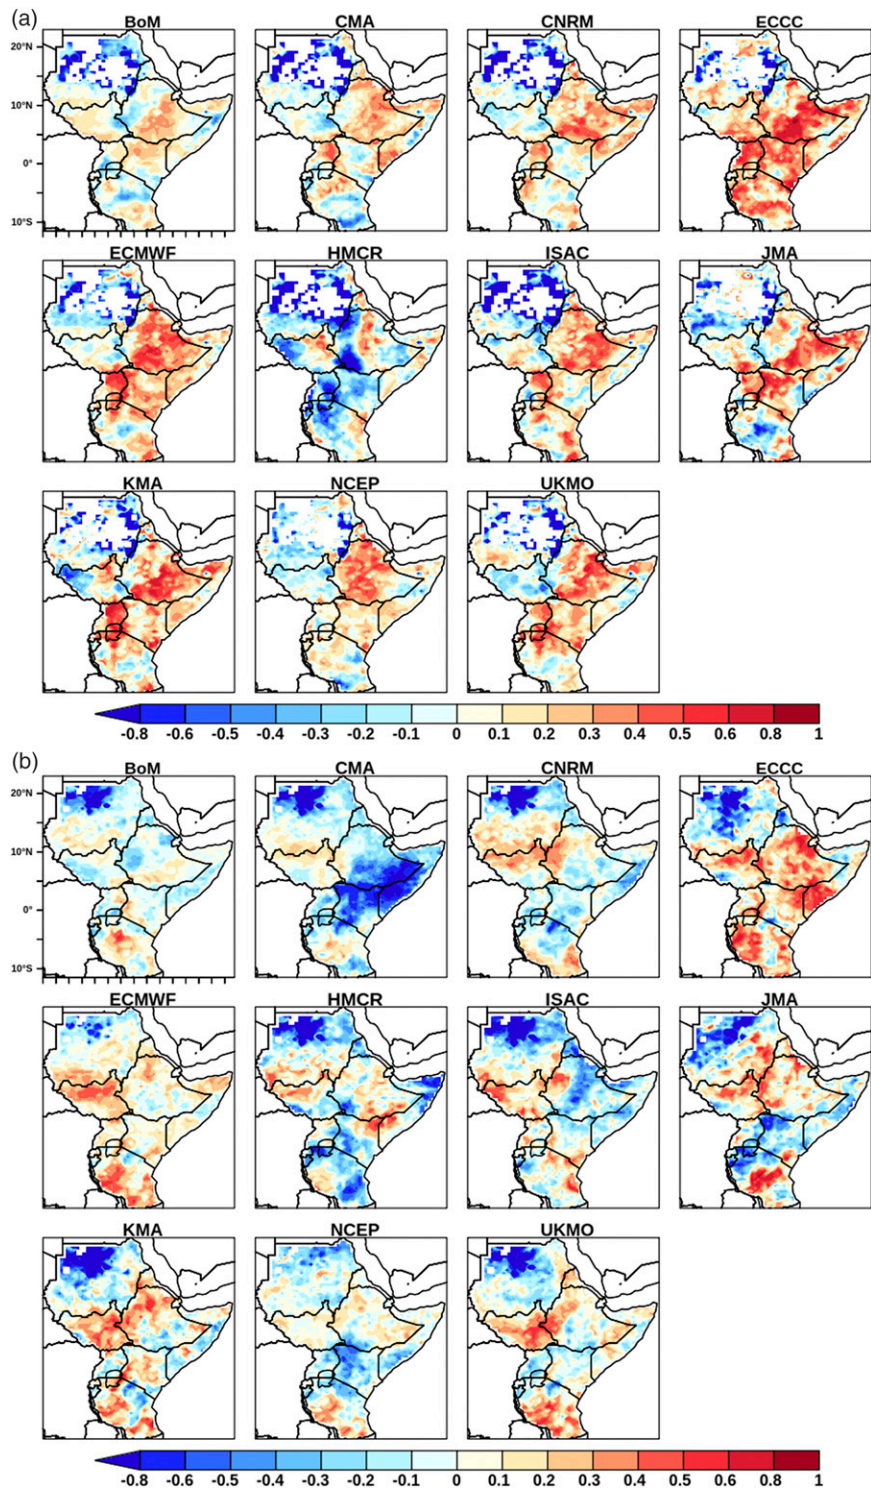 (a)
BoM CMA CNRM ECCC
20°N
10°N
0°
10°S
ECMWF HMCR ISAC JMA
KMA NCEP UKMO
-0.8 -0.6 -0.5 -0.4 -0.3 -0.2 -0.1 0 0.1 0.2 0.3 0.4 0.5 0.6 0.8 1
(b)
BoM CMA CNRM ECCC
20°N
10°N
0°
10°S
ECMWF HMCR ISAC JMA
KMA NCEP UKMO
-0.8 -0.6 -0.5 -0.4 -0.3 -0.2 -0.1 0 0.1 0.2 0.3 0.4 0.5 0.6 0.8 1